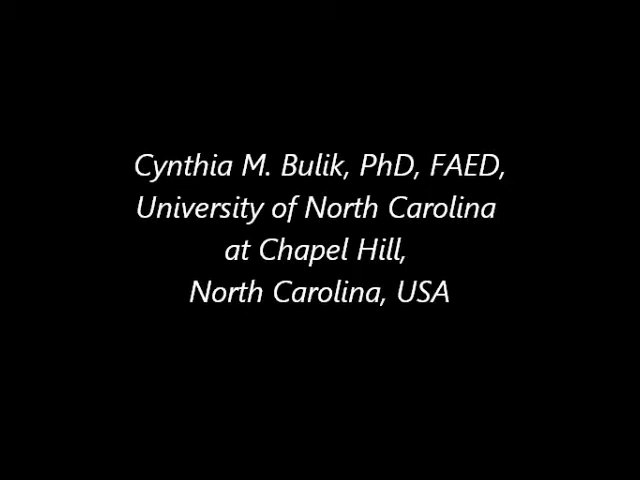 Cynthia M. Bulik, PhD, FAED,
University of North Carolina
at Chapel Hill,
North Carolina, USA